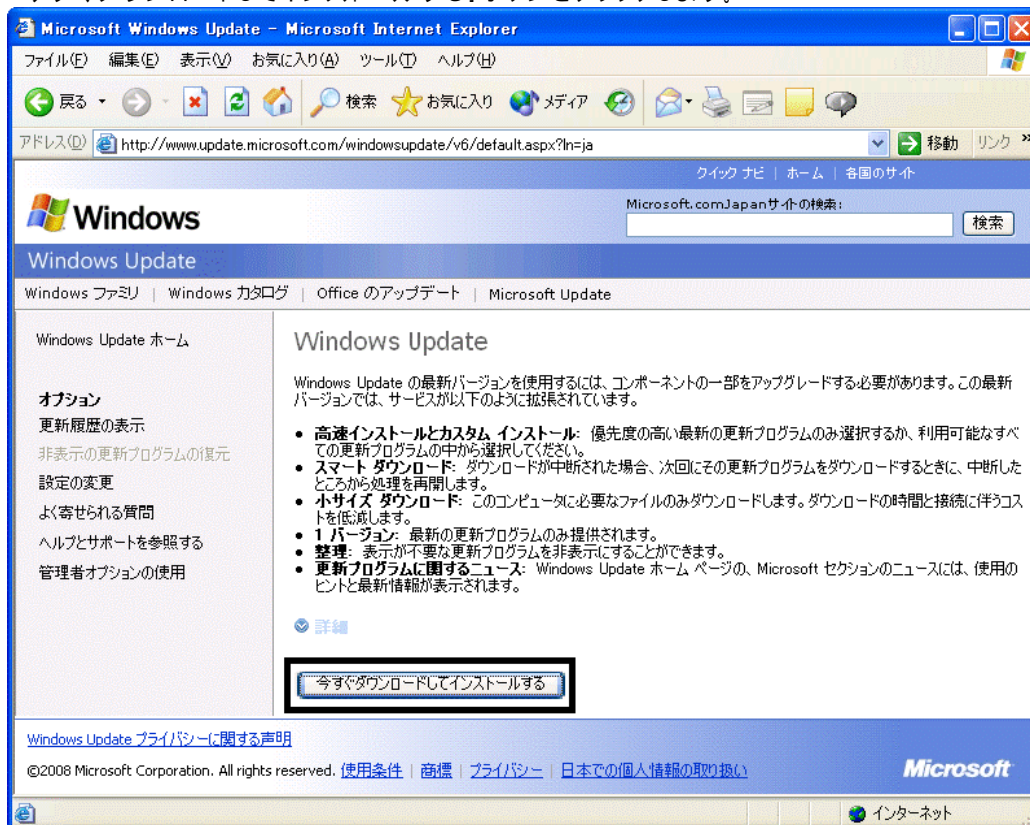 Microsoft Windows Update - Microsoft Internet Explorer
ファイル(F) 編集(E) 表示(V) お気に入り(A) ツール(T) ヘルプ(H)
戻る 検索 お気に入り メディア
アドレス(D) http://www.update.microsoft.com/windowsupdate/v6/default.aspx?ln=ja 移動 リンク »
クイック ナビ | ホーム | 各国のサイト
Windows
Microsoft.comJapanサイトの検索:
検索
Windows Update
Windows ファミリ | Windows カタログ | Office のアップデート | Microsoft Update
Windows Update ホーム
オプション
更新履歴の表示
非表示の更新プログラムの復元
設定の変更
よく寄せられる質問
ヘルプとサポートを参照する
管理者オプションの使用
Windows Update
Windows Update の最新バージョンを使用するには、コンポーネントの一部をアップグレードする必要があります。この最新
バージョンでは、サービスが以下のように拡張されています。
• 高速インストールとカスタム インストール: 優先度の高い最新の更新プログラムのみ選択するか、利用可能なすべ
ての更新プログラムの中から選択してください。
• スマート ダウンロード: ダウンロードが中断された場合、次回にその更新プログラムをダウンロードするときに、中断した
ところから処理を再開します。
• 小サイズ ダウンロード: このコンピュータに必要なファイルのみダウンロードします。ダウンロードの時間と接続に伴うコス
トを低減します。
• 1 バージョン: 最新の更新プログラムのみ提供されます。
• 整理: 表示が不要な更新プログラムを非表示にすることができます。
• 更新プログラムに関するニュース: Windows Update ホーム ページの、Microsoft セクションのニュースには、使用の
ヒントと最新情報が表示されます。
詳細
今すぐダウンロードしてインストールする
Windows Update プライバシーに関する声明
©2008 Microsoft Corporation. All rights reserved. 使用条件 | 商標 | プライバシー | 日本での個人情報の取り扱い
Microsoft
インターネット